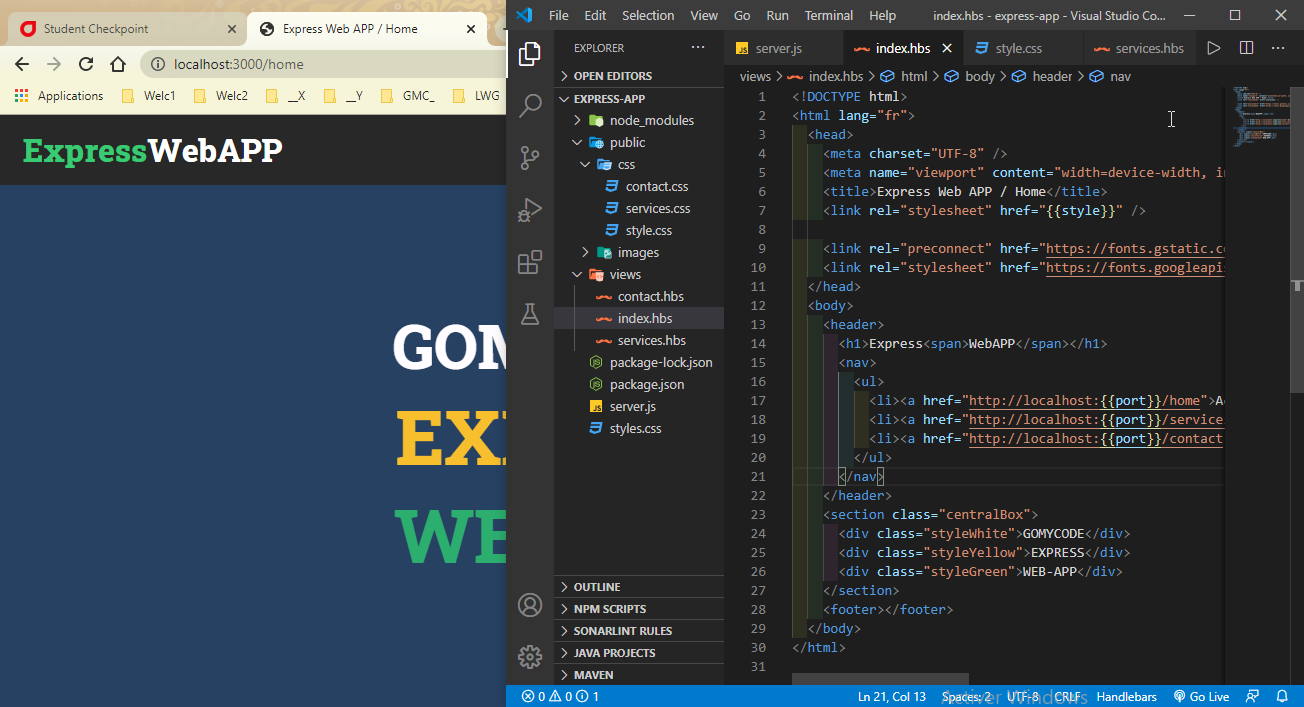 Student Checkpoint
Express Web APP / Home
localhost:3000/home
Applications Welc1 Welc2 __X __Y GMC_ LWG
ExpressWebAPP
GOM
EX
WE
File Edit Selection View Go Run Terminal Help index.hbs - express-app - Visual Studio Co...
EXPLORER
OPEN EDITORS
EXPRESS-APP
node_modules
public
css
contact.css
services.css
style.css
images
views
contact.hbs
index.hbs
services.hbs
package-lock.json
package.json
server.js
styles.css
OUTLINE
NPM SCRIPTS
SONARLINT RULES
JAVA PROJECTS
MAVEN
server.js index.hbs style.css services.hbs
views > index.hbs > html > body > header > nav
1 <!DOCTYPE html>
2 <html lang="fr">
3 <head>
4 <meta charset="UTF-8" />
5 <meta name="viewport" content="width=device-width, in
6 <title>Express Web APP / Home</title>
7 <link rel="stylesheet" href="{{style}}" />
8
9 <link rel="preconnect" href="https://fonts.gstatic.co
10 <link rel="stylesheet" href="https://fonts.googleapis
11 </head>
12 <body>
13 <header>
14 <h1>Express<span>WebAPP</span></h1>
15 <nav>
16 <ul>
17 <li><a href="http://localhost:{{port}}/home">A
18 <li><a href="http://localhost:{{port}}/service
19 <li><a href="http://localhost:{{port}}/contact
20 </ul>
21 </nav>
22 </header>
23 <section class="centralBox">
24 <div class="styleWhite">GOMYCODE</div>
25 <div class="styleYellow">EXPRESS</div>
26 <div class="styleGreen">WEB-APP</div>
27 </section>
28 <footer></footer>
29 </body>
30 </html>
31
0 0 1 Ln 21, Col 13 Spaces: 2 UTF-8 CRLF Handlebars Go Live
Activer Windows